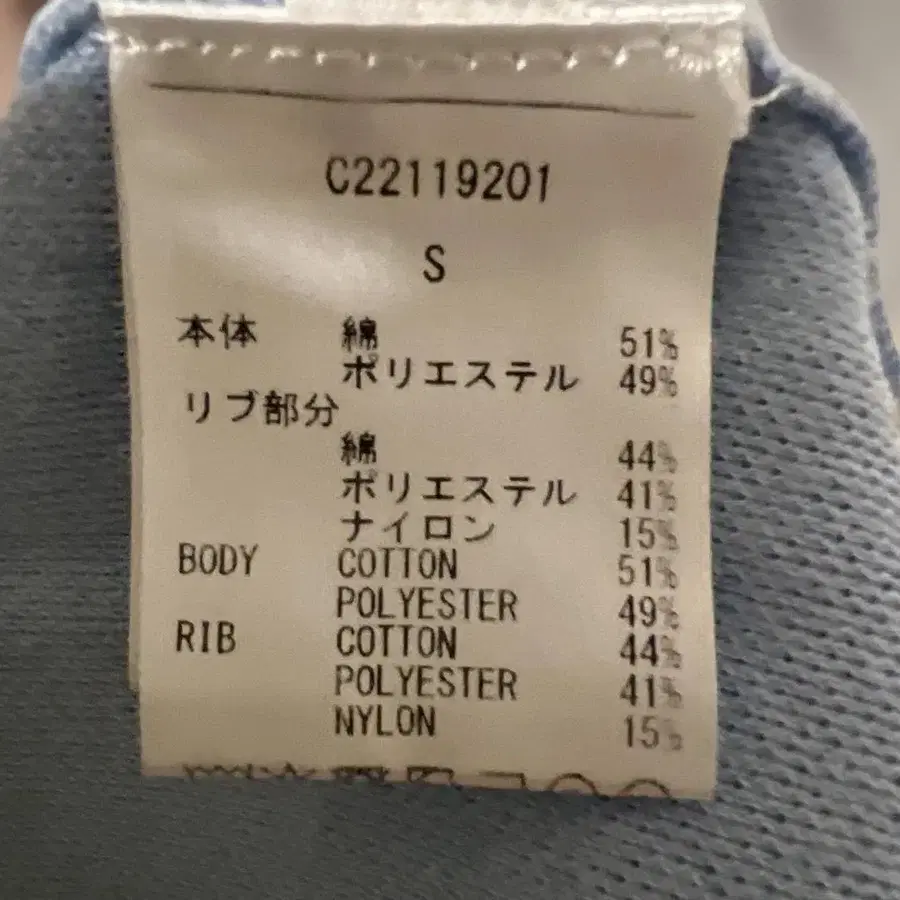 C22119201
S
本体 綿 51%
ポリエステル 49%
リブ部分
綿 44%
ポリエステル 41%
ナイロン 15%
BODY COTTON 51%
POLYESTER 49%
RIB COTTON 44%
POLYESTER 41%
NYLON 15%